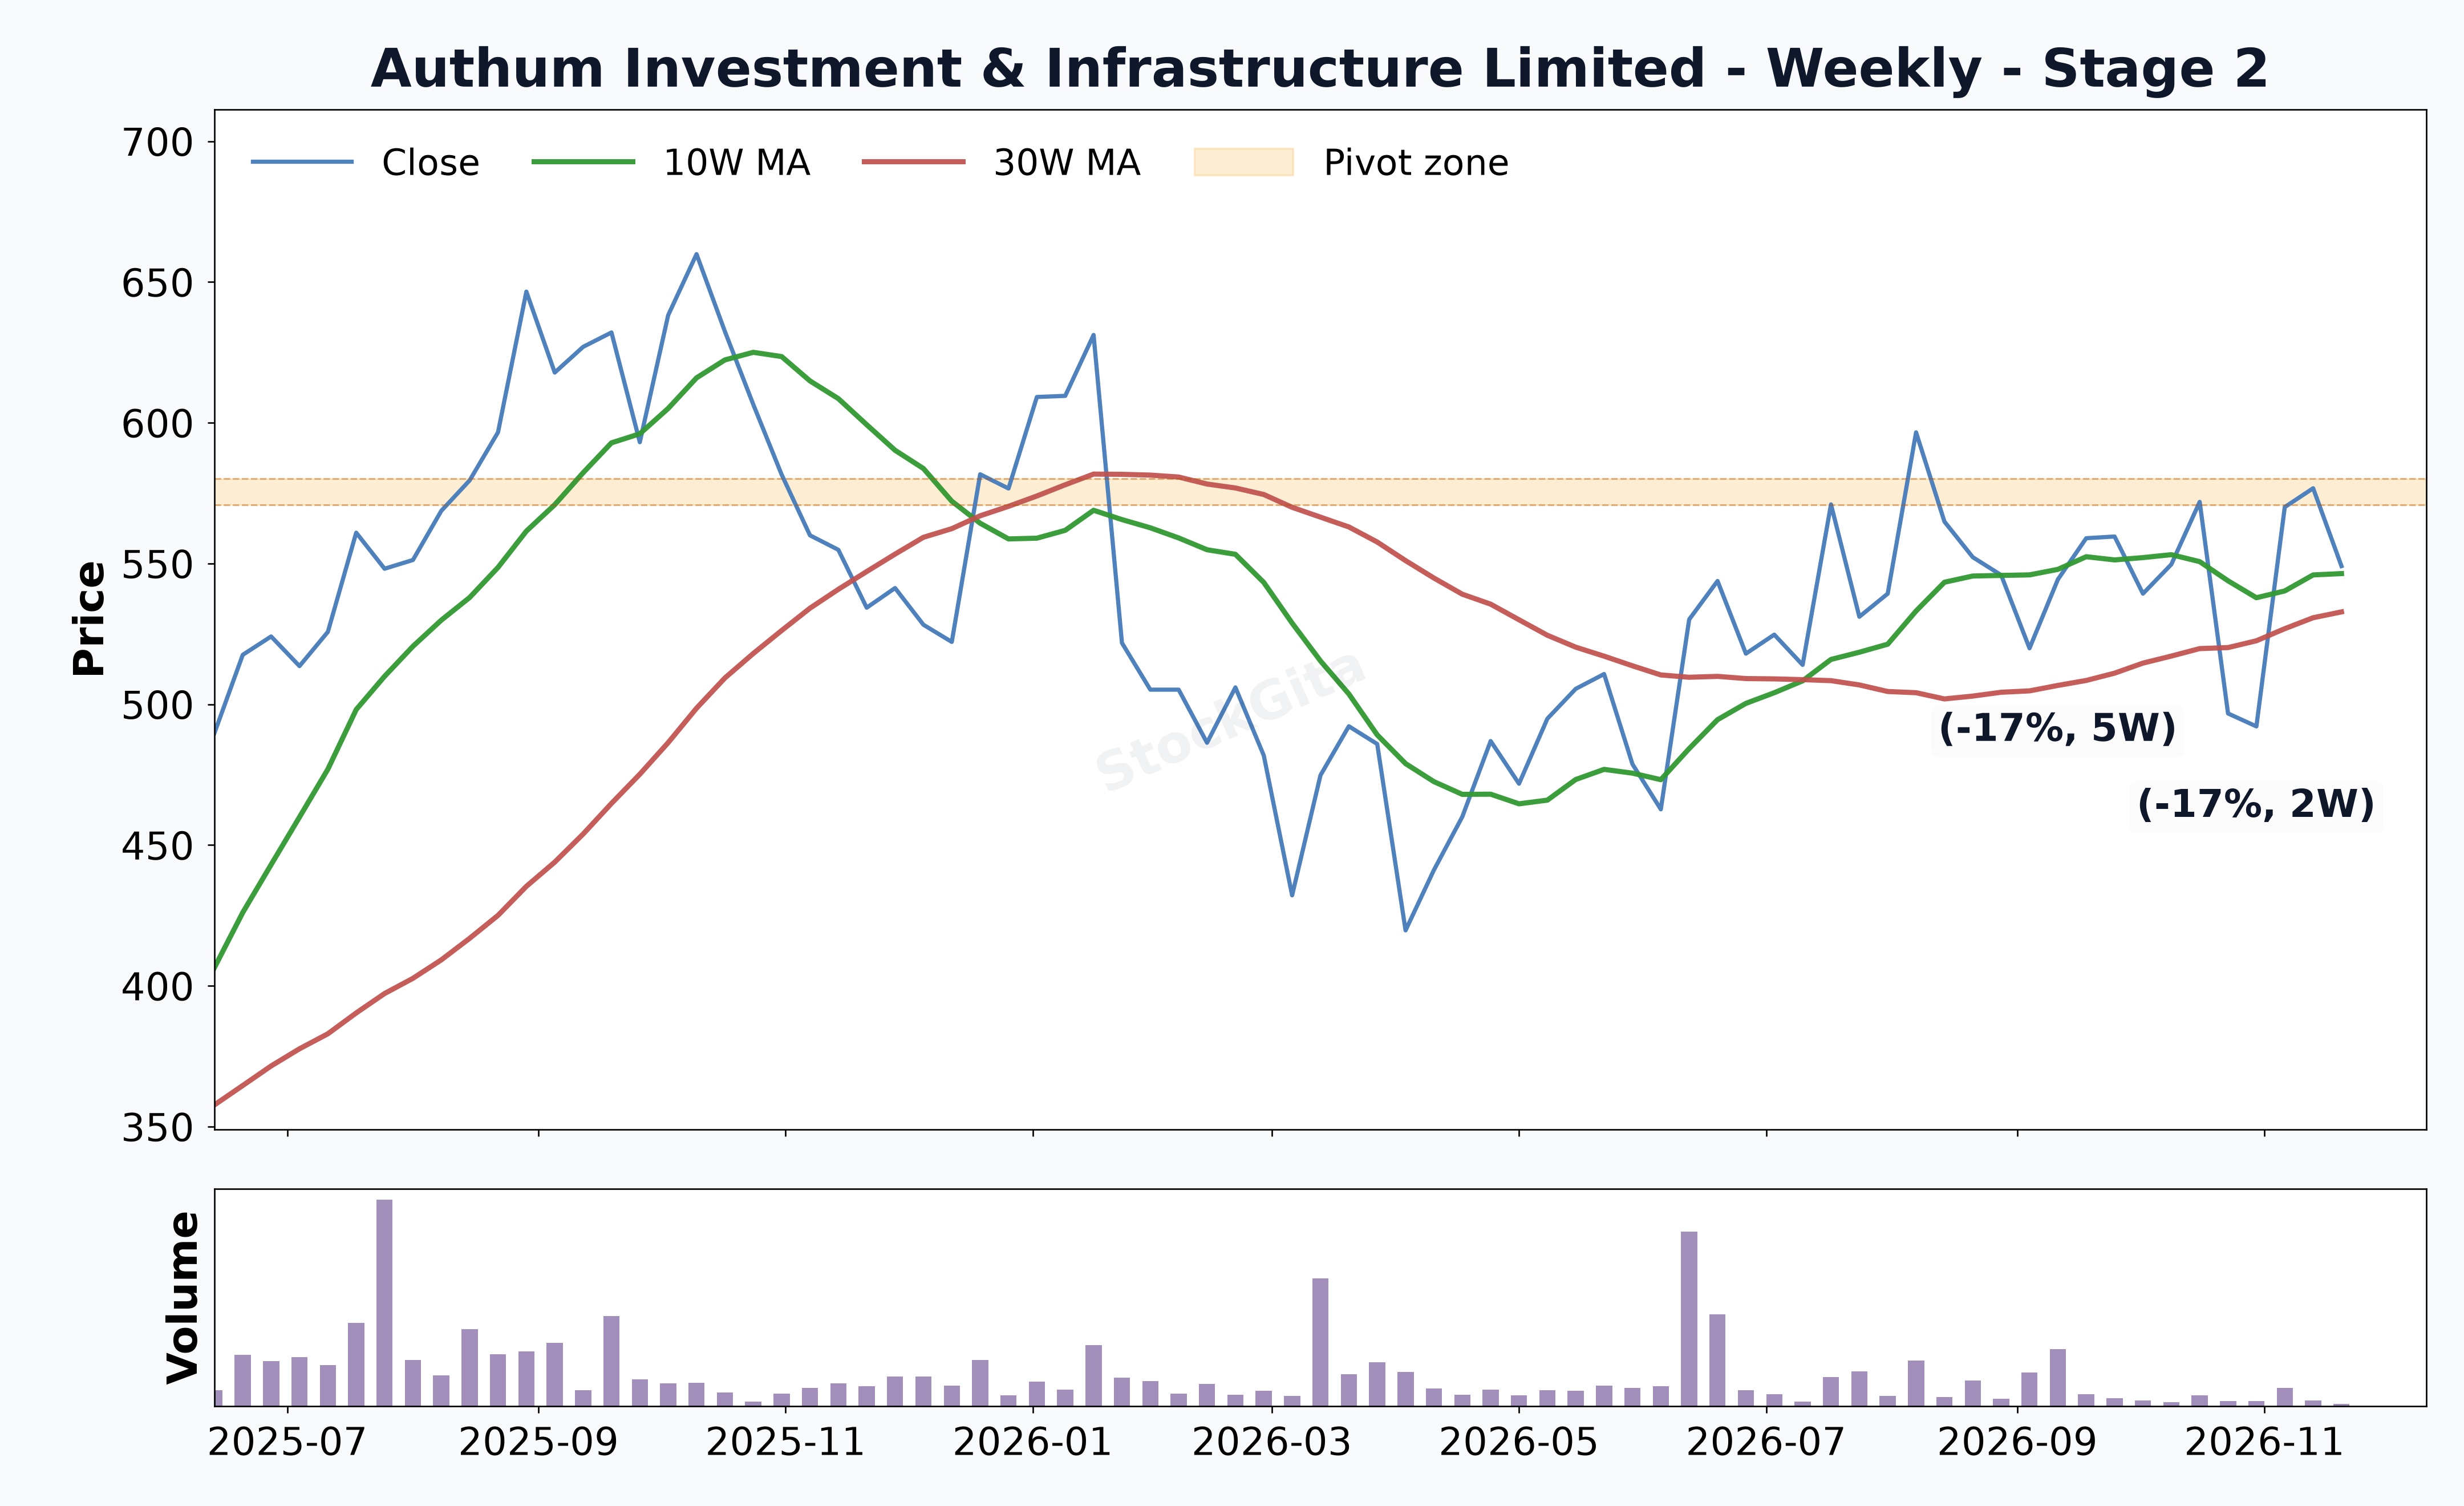 Authum Investment & Infrastructure Limited - Weekly - Stage 2
Close 10W MA 30W MA Pivot zone
Price
700
650
600
550
500
450
400
350
StockGita
(-17%, 5W)
(-17%, 2W)
Volume
2025-07 2025-09 2025-11 2026-01 2026-03 2026-05 2026-07 2026-09 2026-11